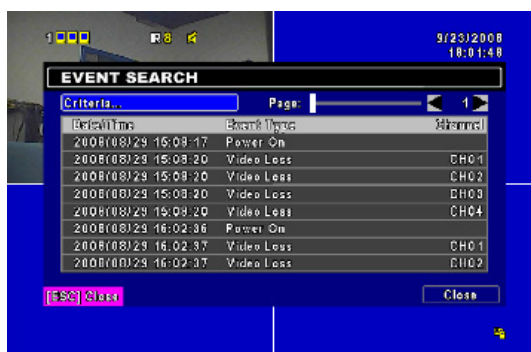 1 R8 9/23/2008
18:01:48
EVENT SEARCH
Criteria... Page: 1
Date/Time Event Type Channel
2008/08/29 15:09:17 Power On
2008/08/29 15:09:20 Video Loss CH01
2008/08/29 15:09:20 Video Loss CH02
2008/08/29 15:09:20 Video Loss CH03
2008/08/29 15:09:20 Video Loss CH04
2008/08/29 16:02:36 Power On
2008/08/29 16:02:37 Video Loss CH01
2008/08/29 16:02:37 Video Loss CH02
[ESC] Close Close